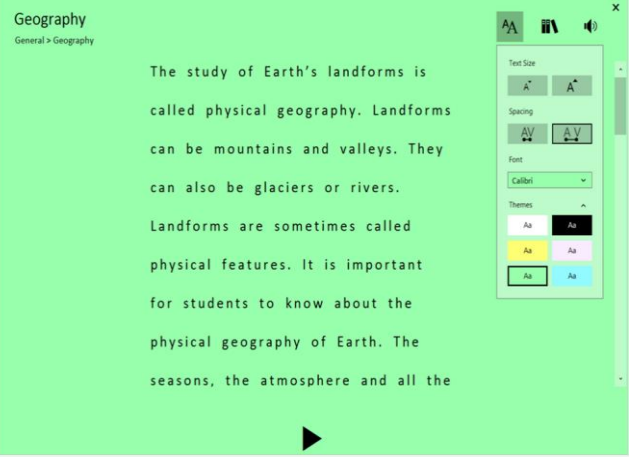 Geography
General > Geography
The study of Earth's landforms is
called physical geography. Landforms
can be mountains and valleys. They
can also be glaciers or rivers.
Landforms are sometimes called
physical features. It is important
for students to know about the
physical geography of Earth. The
seasons, the atmosphere and all the
AA
Text Size
A A
Spacing
AV AV
Font
Calibri
Themes
Aa Aa
Aa Aa
Aa Aa